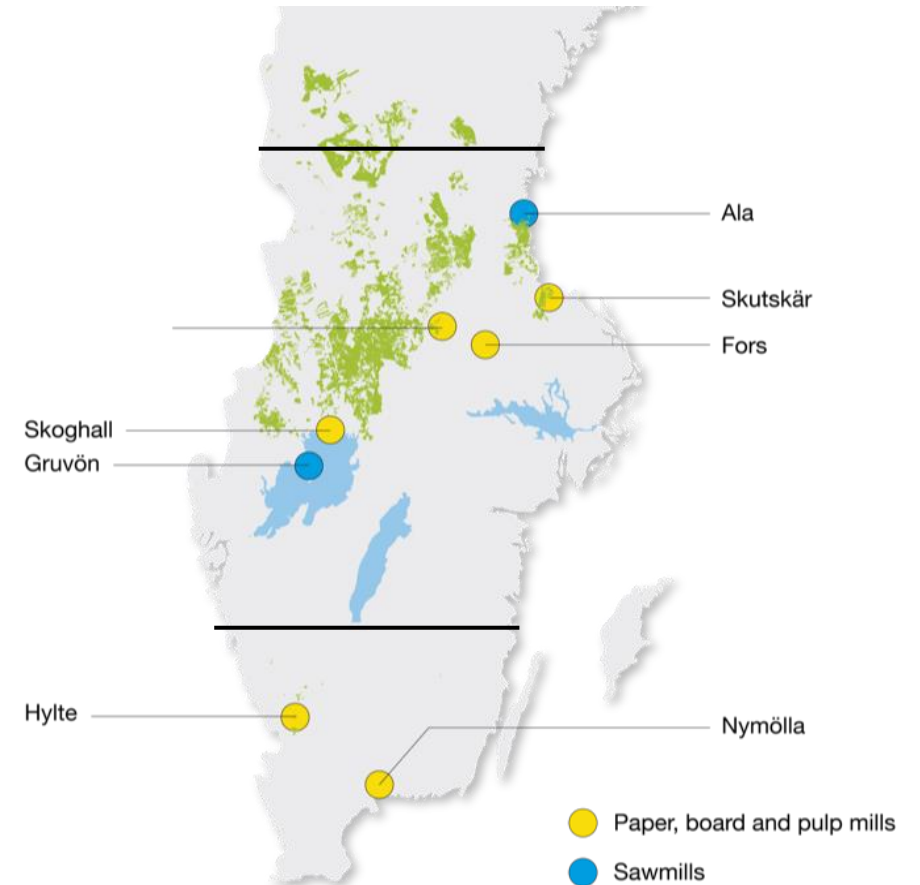 Ala
Skutskär
Fors
Skoghall
Gruvön
Hylte
Nymölla
Paper, board and pulp mills
Sawmills